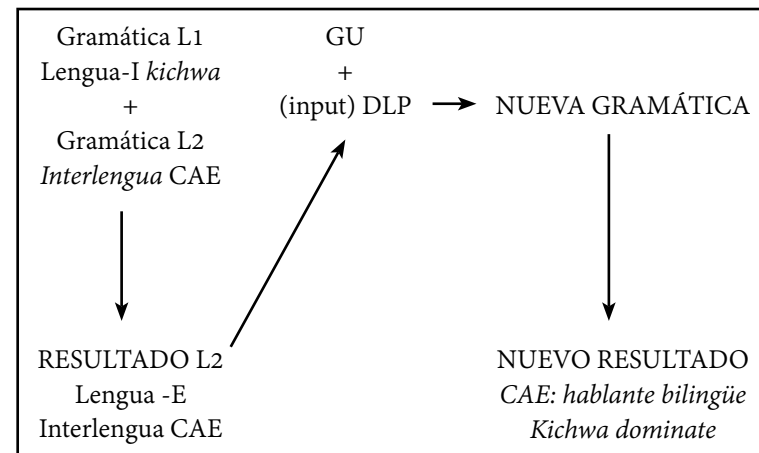 Gramática L1
Lengua-I kichwa
+
Gramática L2
Interlengua CAE
GU
+
(input) DLP
NUEVA GRAMÁTICA
RESULTADO L2
Lengua -E
Interlengua CAE
NUEVO RESULTADO
CAE: hablante bilingüe
Kichwa dominate